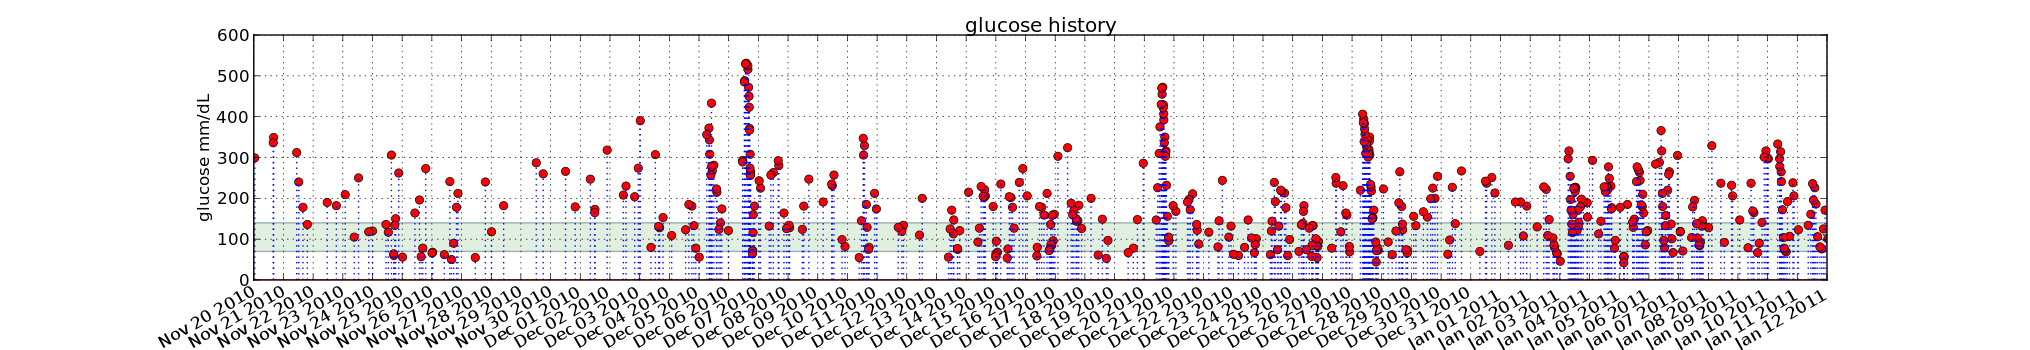 glucose history
glucose mm/dL
600
500
400
300
200
100
0
Nov 20 2010
Nov 21 2010
Nov 22 2010
Nov 23 2010
Nov 24 2010
Nov 25 2010
Nov 26 2010
Nov 27 2010
Nov 28 2010
Nov 29 2010
Nov 30 2010
Dec 01 2010
Dec 02 2010
Dec 03 2010
Dec 04 2010
Dec 05 2010
Dec 06 2010
Dec 07 2010
Dec 08 2010
Dec 09 2010
Dec 10 2010
Dec 11 2010
Dec 12 2010
Dec 13 2010
Dec 14 2010
Dec 15 2010
Dec 16 2010
Dec 17 2010
Dec 18 2010
Dec 19 2010
Dec 20 2010
Dec 21 2010
Dec 22 2010
Dec 23 2010
Dec 24 2010
Dec 25 2010
Dec 26 2010
Dec 27 2010
Dec 28 2010
Dec 29 2010
Dec 30 2010
Dec 31 2010
Jan 01 2011
Jan 02 2011
Jan 03 2011
Jan 04 2011
Jan 05 2011
Jan 06 2011
Jan 07 2011
Jan 08 2011
Jan 09 2011
Jan 10 2011
Jan 11 2011
Jan 12 2011